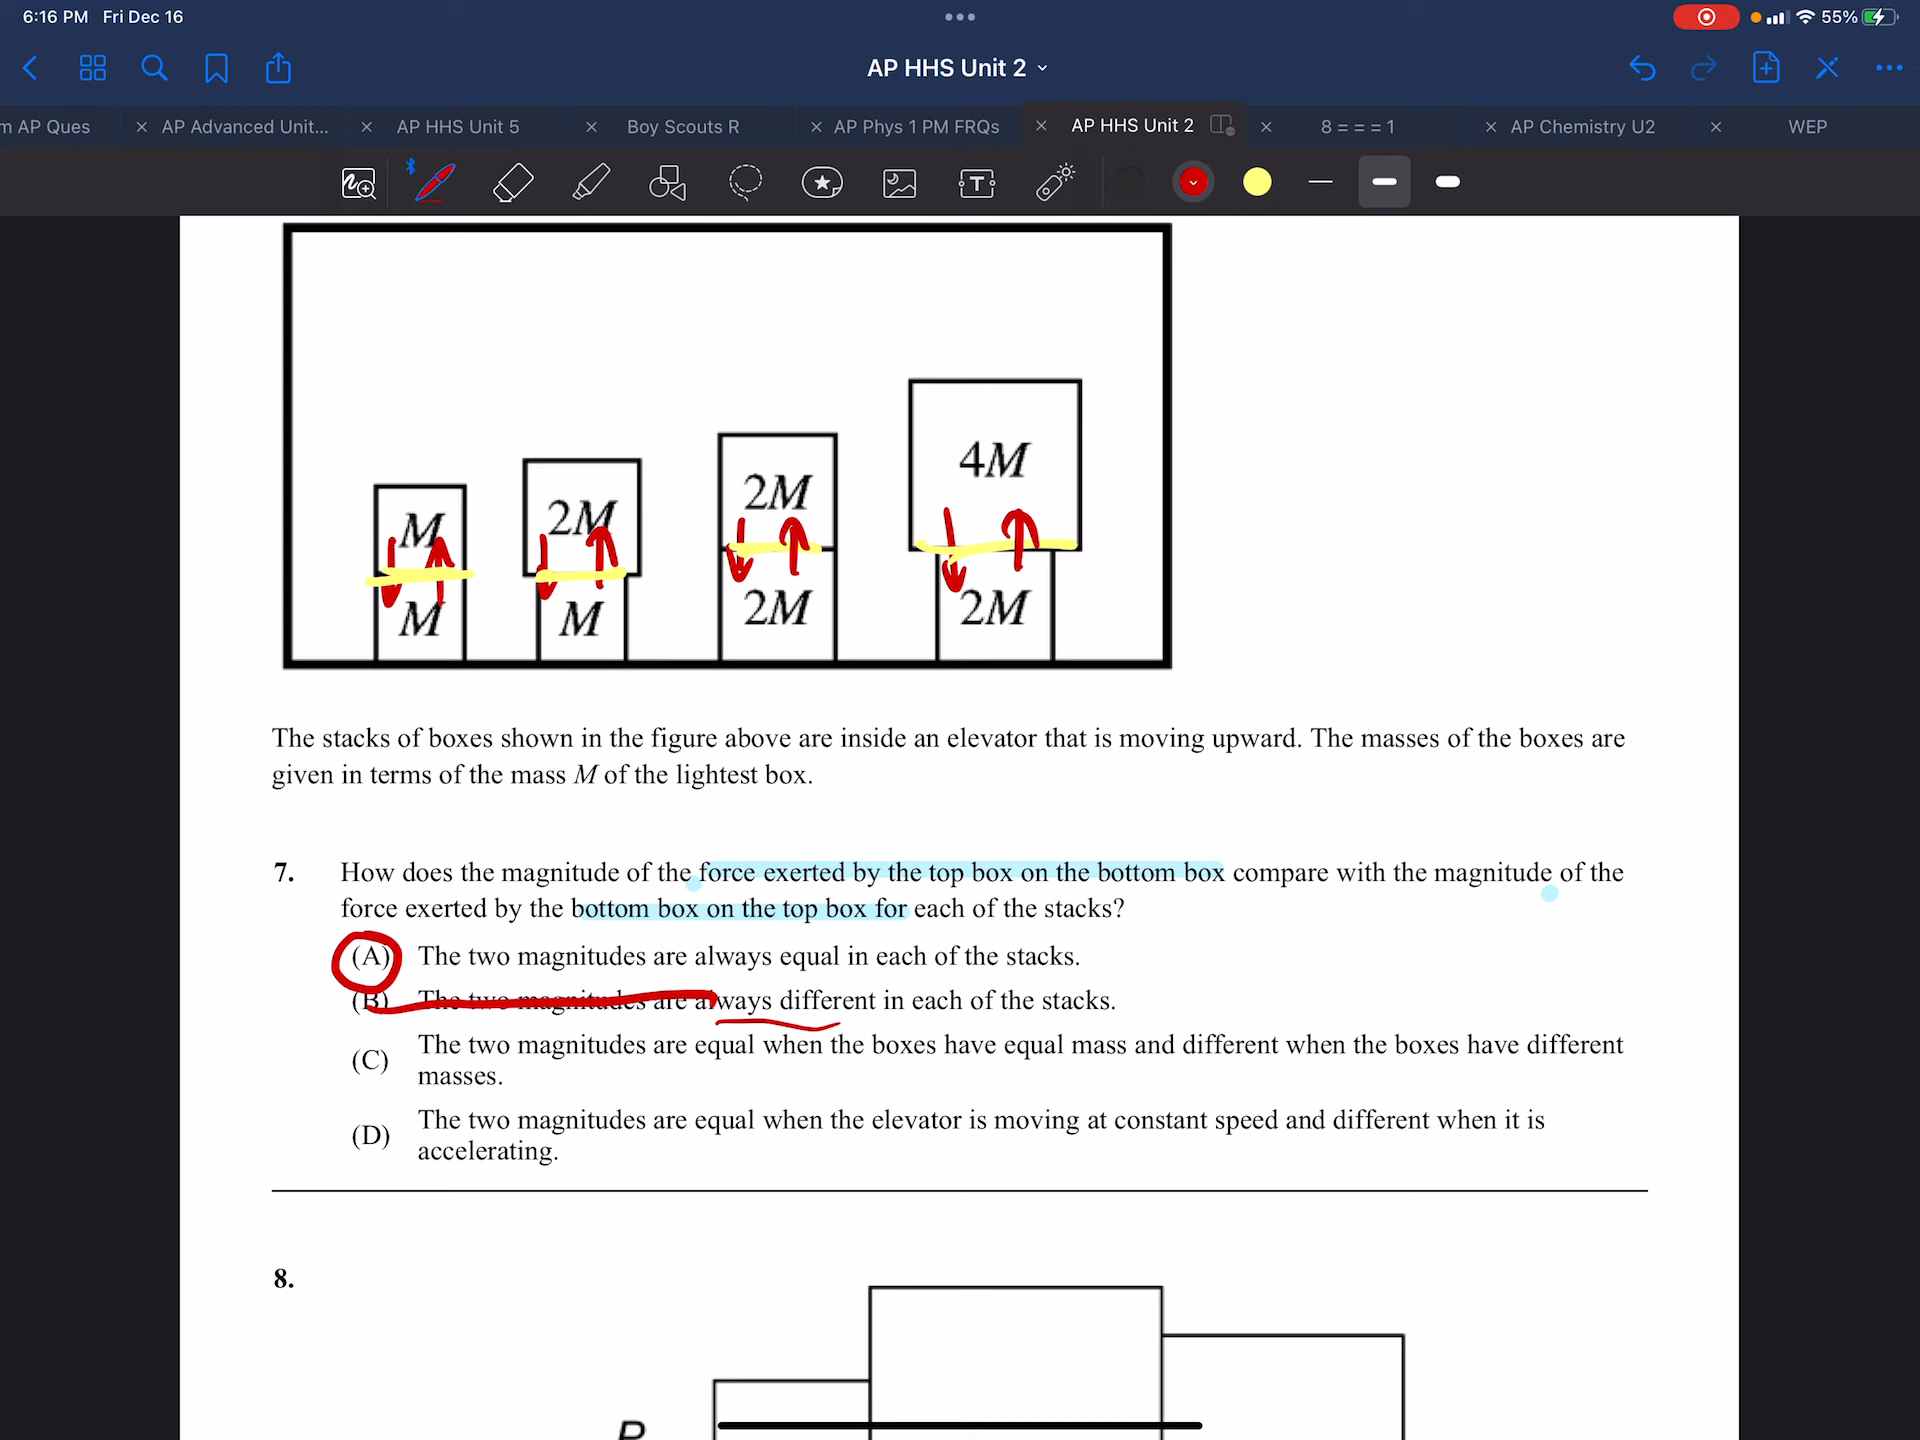 6:16 PM Fri Dec 16
55%
AP HHS Unit 2
m AP Ques
AP Advanced Unit...
AP HHS Unit 5
Boy Scouts R
AP Phys 1 PM FRQs
AP HHS Unit 2
8 = = = 1
AP Chemistry U2
WEP
T
M
M
2M
M
2M
2M
4M
2M
The stacks of boxes shown in the figure above are inside an elevator that is moving upward. The masses of the boxes are
given in terms of the mass M of the lightest box.
7. How does the magnitude of the force exerted by the top box on the bottom box compare with the magnitude of the
force exerted by the bottom box on the top box for each of the stacks?
(A) The two magnitudes are always equal in each of the stacks.
(B) The two magnitudes are always different in each of the stacks.
(C) The two magnitudes are equal when the boxes have equal mass and different when the boxes have different
masses.
(D) The two magnitudes are equal when the elevator is moving at constant speed and different when it is
accelerating.
8.